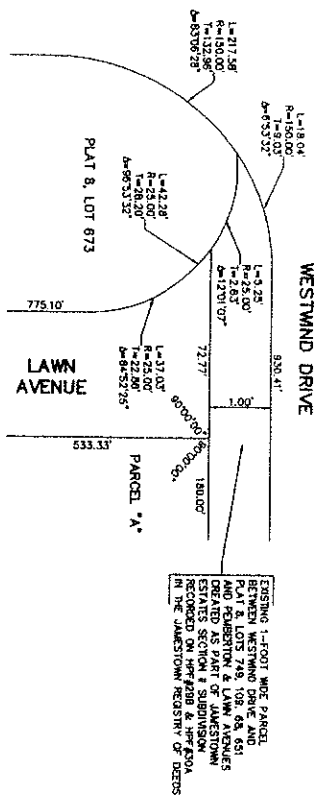 WESTWIND DRIVE
L=217.58'
R=150.00'
T=132.96'
Δ=83°06'28"
L=18.04'
R=150.00'
T=9.03'
Δ=6°53'32"
L=5.25'
R=25.00'
T=2.63'
Δ=12°01'07"
930.41'
1.00'
72.77'
180.00'
90°00'00"
90°00'00"
L=42.28'
R=25.00'
T=28.20'
Δ=96°53'32"
PLAT 8, LOT 673
L=37.03'
R=25.00'
T=22.86'
Δ=84°52'25"
775.10'
LAWN
AVENUE
533.33'
PARCEL "A"
EXISTING 1-FOOT WIDE PARCEL
BETWEEN WESTWIND DRIVE AND
PLAT 8, LOTS 749, 109, 68, 651
AND PEMBERTON & LAWN AVENUES
CREATED AS PART OF JAMESTOWN
ESTATES SECTION II SUBDIVISION
RECORDED ON HPF#29B & HPF#30A
IN THE JAMESTOWN REGISTRY OF DEEDS